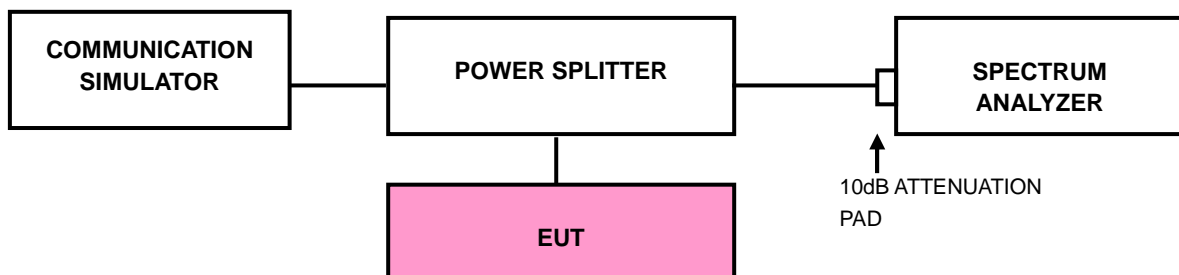 COMMUNICATION
SIMULATOR
POWER SPLITTER
SPECTRUM
ANALYZER
10dB ATTENUATION
PAD
EUT